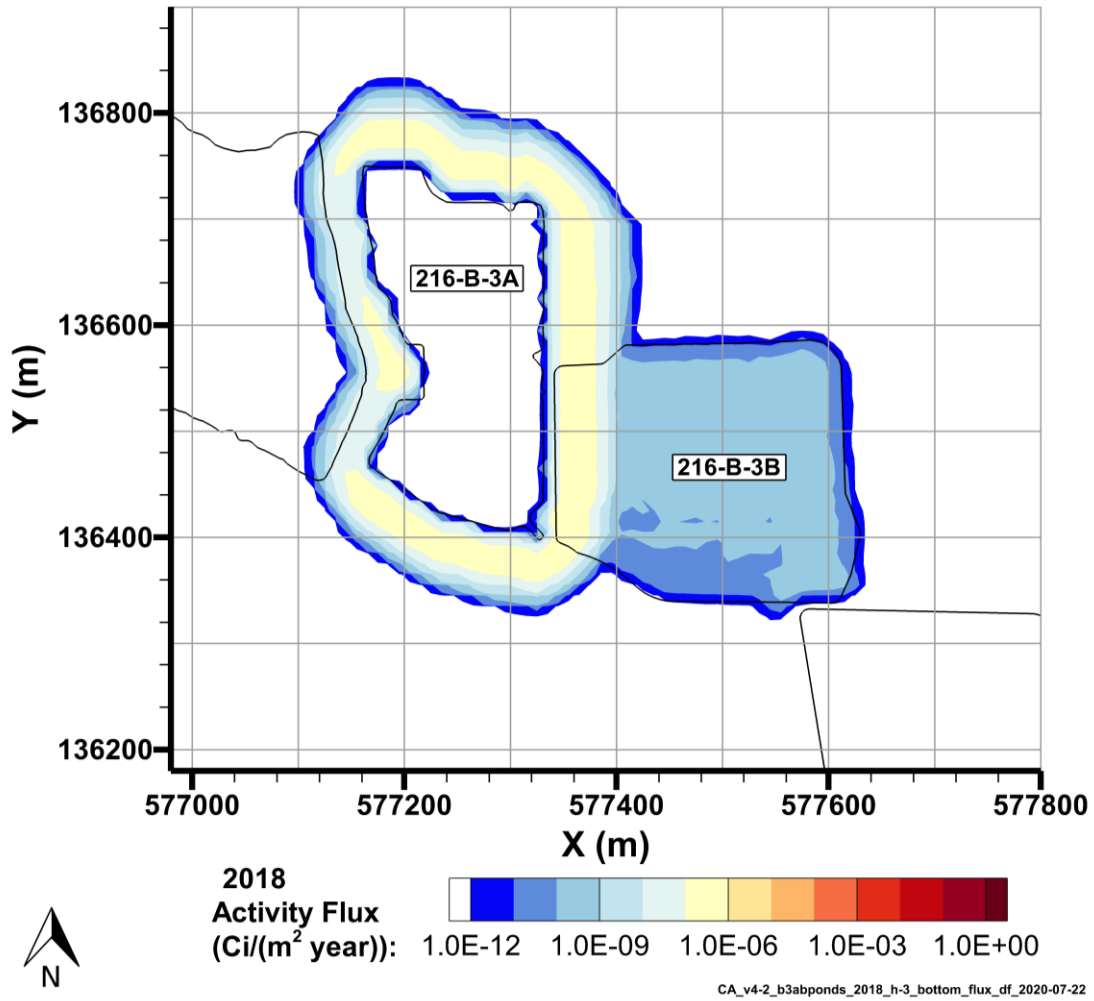 136800
136600
136400
136200
Y (m)
216-B-3A
216-B-3B
577000 577200 577400 577600 577800
X (m)
2018
Activity Flux
(Ci/(m² year)):
1.0E-12 1.0E-09 1.0E-06 1.0E-03 1.0E+00
N
CA_v4-2_b3abponds_2018_h-3_bottom_flux_df_2020-07-22